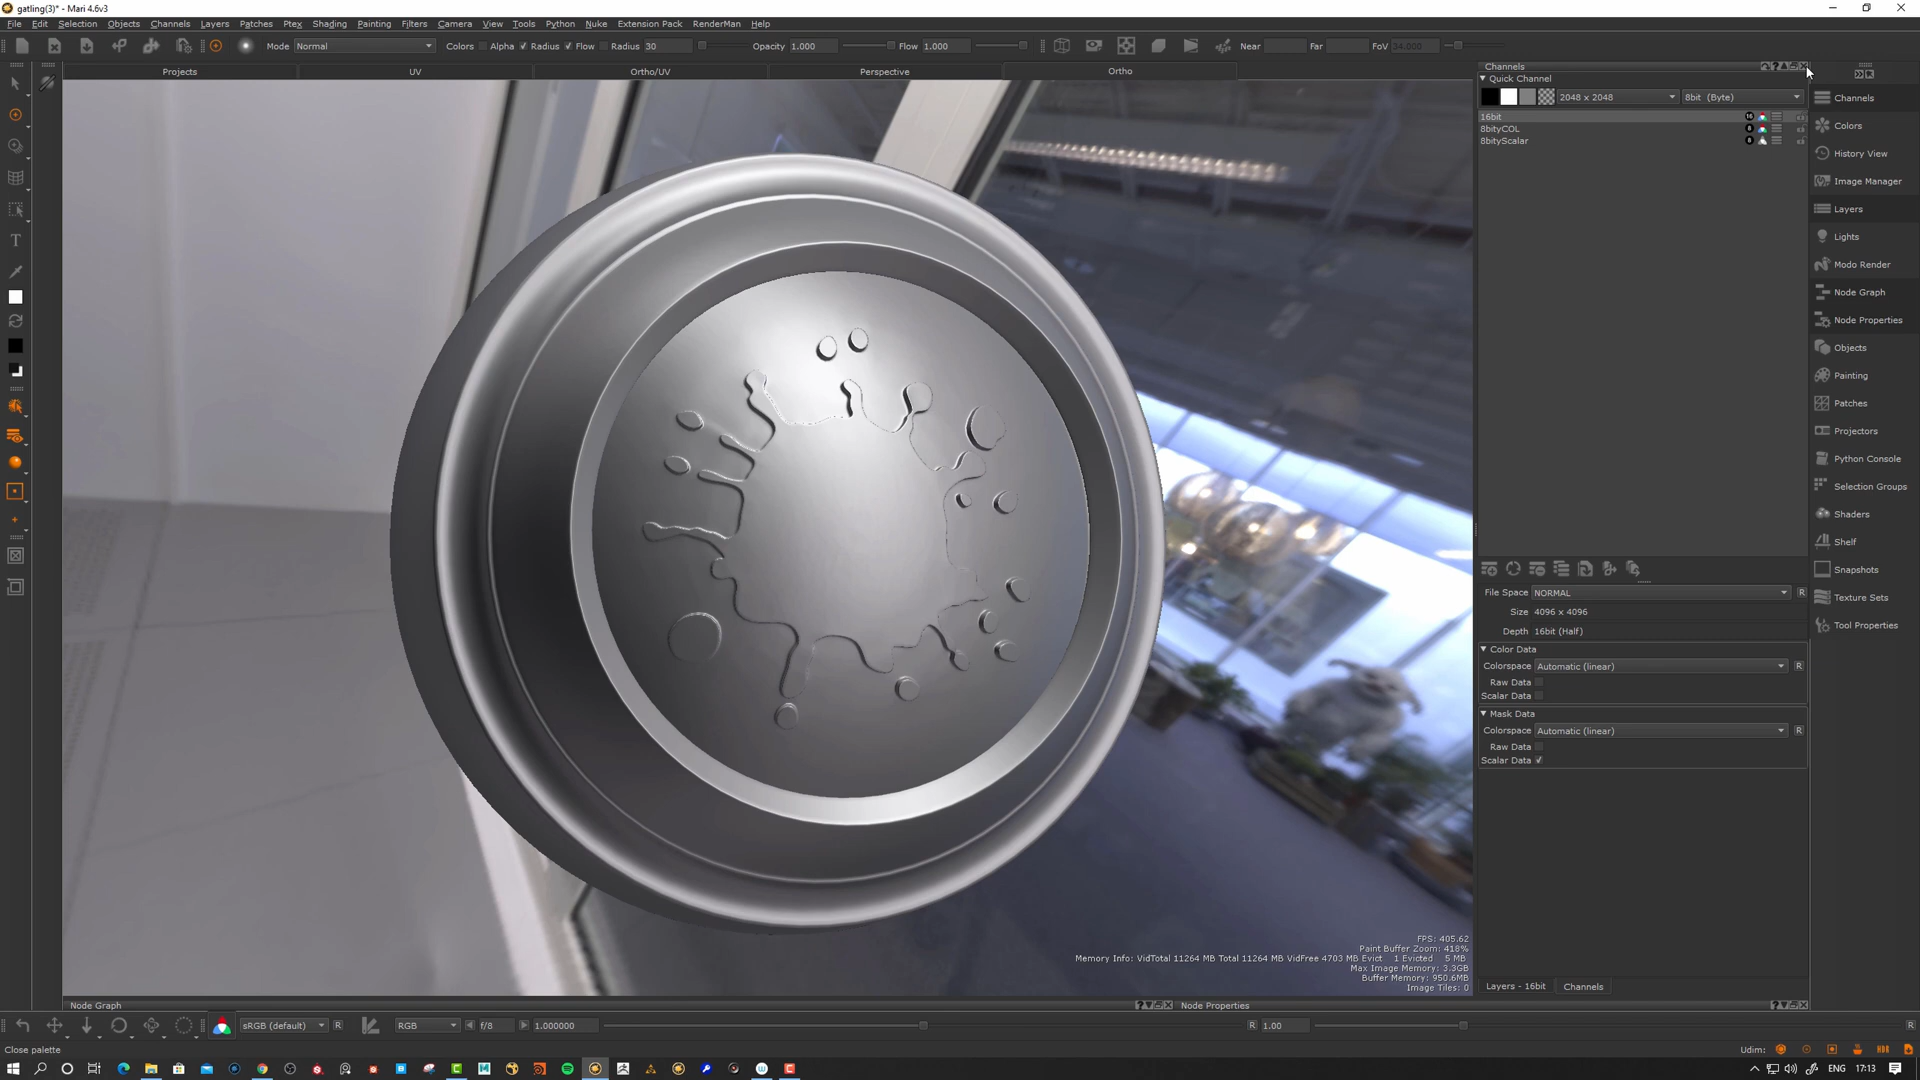 gatling(3)* - Mari 4.6v3
File Edit Selection Objects Camera Channels Layers Patches Ptex Shading Painting Filters Camera View Tools Python Nuke Extension Pack RenderMan Help
Mode Normal Colors Alpha Radius Flow Radius 30 Opacity 1.000 Flow 1.000 Near Far FoV 34.000
Projects UV Ortho/UV Perspective Ortho
Channels
Quick Channel
2048 x 2048 8bit (Byte)
16bit 16
8bityCOL 8
8bityScalar 8
Channels
Colors
History View
Image Manager
Layers
Lights
Modo Render
Node Graph
Node Properties
Objects
Painting
Patches
Projectors
Python Console
Selection Groups
Shaders
Shelf
Snapshots
Texture Sets
Tool Properties
File Space NORMAL R
Size 4096 x 4096
Depth 16bit (Half)
Color Data
Colorspace Automatic (linear) R
Raw Data
Scalar Data
Mask Data
Colorspace Automatic (linear) R
Raw Data
Scalar Data
FPS: 405.62
Paint Buffer Zoom: 418%
Memory Info: VidTotal 11264 MB Total 11264 MB VidFree 4703 MB Evict 1 Evicted 5 MB
Max Image Memory: 3.3GB
Buffer Memory: 950.6MB
Image Tiles: 0
Layers - 16bit Channels
Node Graph Node Properties
sRGB (default) R RGB f/8 1.000000 R 1.00 R
Close palette Udim: HDR
ENG 17:13